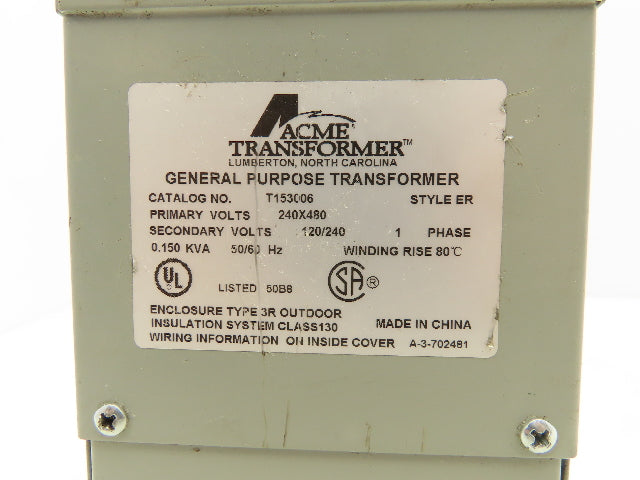 ACME®
TRANSFORMER™
LUMBERTON, NORTH CAROLINA
GENERAL PURPOSE TRANSFORMER
CATALOG NO. T153006 STYLE ER
PRIMARY VOLTS 240X480
SECONDARY VOLTS 120/240 1 PHASE
0.150 KVA 50/60 Hz WINDING RISE 80°C
UL LISTED 50B8 SA ®
ENCLOSURE TYPE 3R OUTDOOR
INSULATION SYSTEM CLASS130 MADE IN CHINA
WIRING INFORMATION ON INSIDE COVER A-3-702481